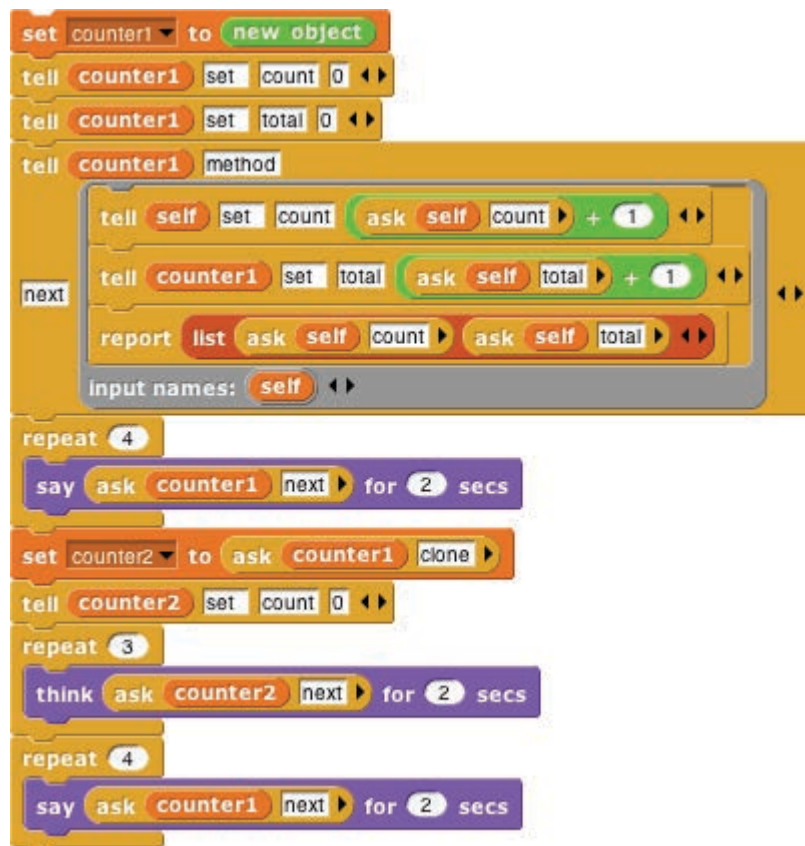 set counter1 to new object
tell counter1 set count 0
tell counter1 set total 0
tell counter1 method
tell self set count ask self count + 1
next
tell counter1 set total ask self total + 1
report list ask self count ask self total
input names: self
repeat 4
say ask counter1 next for 2 secs
set counter2 to ask counter1 clone
tell counter2 set count 0
repeat 3
think ask counter2 next for 2 secs
repeat 4
say ask counter1 next for 2 secs